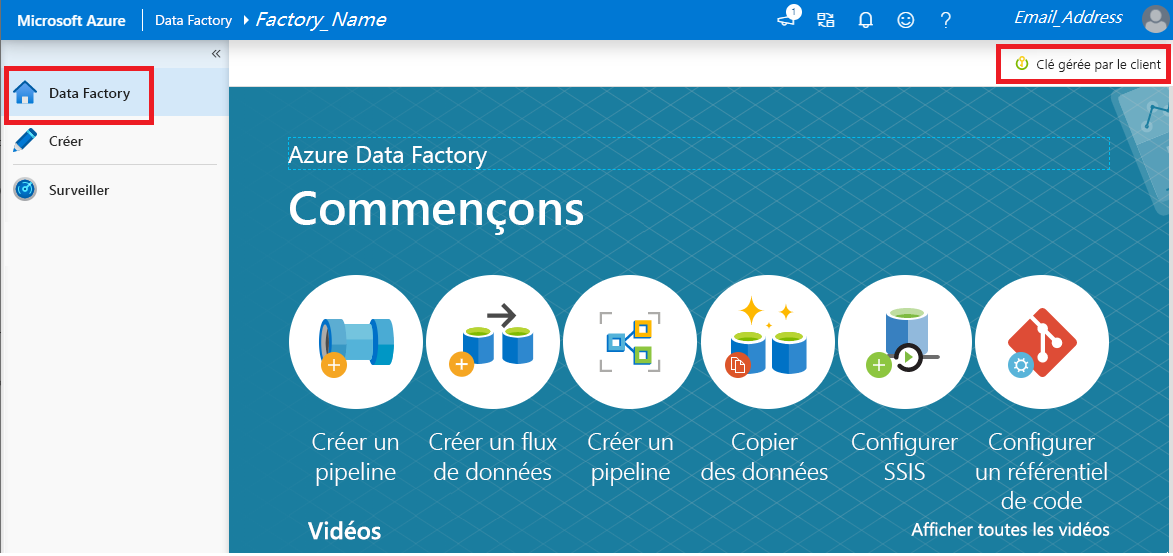 Microsoft Azure
Data Factory
Factory_Name
1
?
Email_Address
«
Clé gérée par le client
Data Factory
Créer
Surveiller
Azure Data Factory
Commençons
Créer un
pipeline
Créer un flux
de données
Créer un
pipeline
Copier
des données
Configurer
SSIS
Configurer
un référentiel
de code
Vidéos
Afficher toutes les vidéos